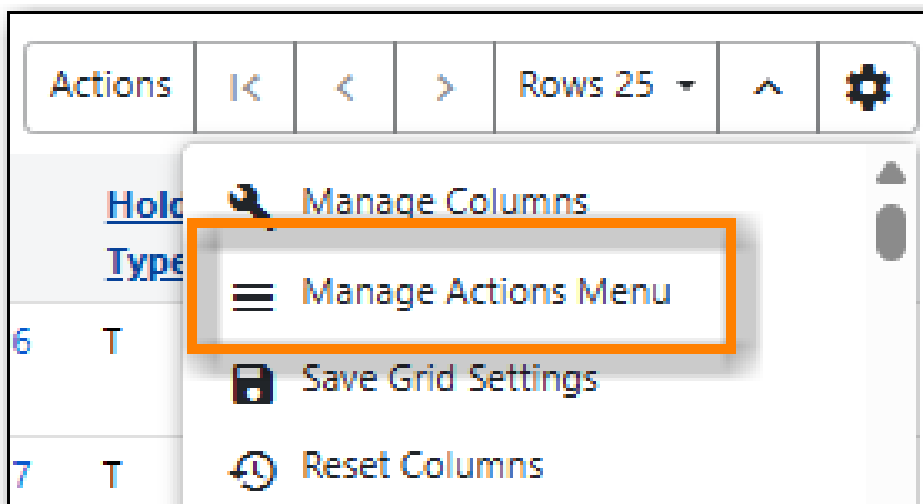 Actions
Rows 25
Manage Columns
Hold
Type
Manage Actions Menu
6 T
Save Grid Settings
Reset Columns
7 T